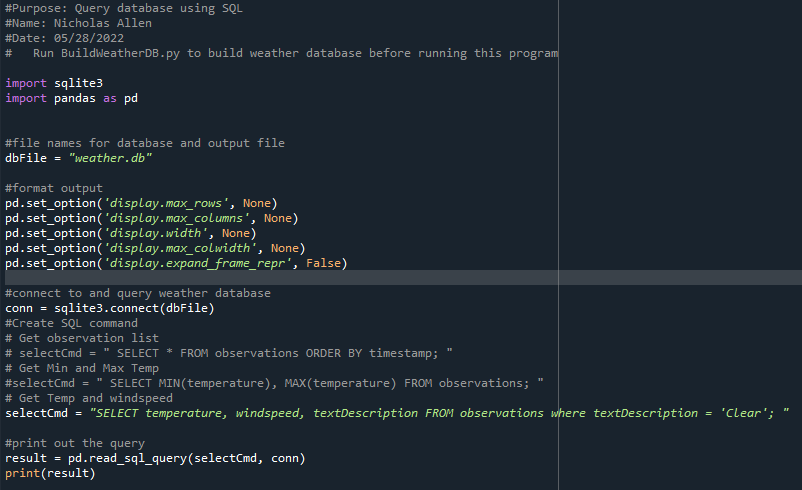 #Purpose: Query database using SQL
#Name: Nicholas Allen
#Date: 05/28/2022
#   Run BuildWeatherDB.py to build weather database before running this program
import sqlite3
import pandas as pd
#file names for database and output file
dbFile = "weather.db"
#format output
pd.set_option('display.max_rows', None)
pd.set_option('display.max_columns', None)
pd.set_option('display.width', None)
pd.set_option('display.max_colwidth', None)
pd.set_option('display.expand_frame_repr', False)
#connect to and query weather database
conn = sqlite3.connect(dbFile)
#Create SQL command
# Get observation list
# selectCmd = " SELECT * FROM observations ORDER BY timestamp; "
# Get Min and Max Temp
#selectCmd = " SELECT MIN(temperature), MAX(temperature) FROM observations; "
# Get Temp and windspeed
selectCmd = "SELECT temperature, windspeed, textDescription FROM observations where textDescription = 'Clear'; "
#print out the query
result = pd.read_sql_query(selectCmd, conn)
print(result)